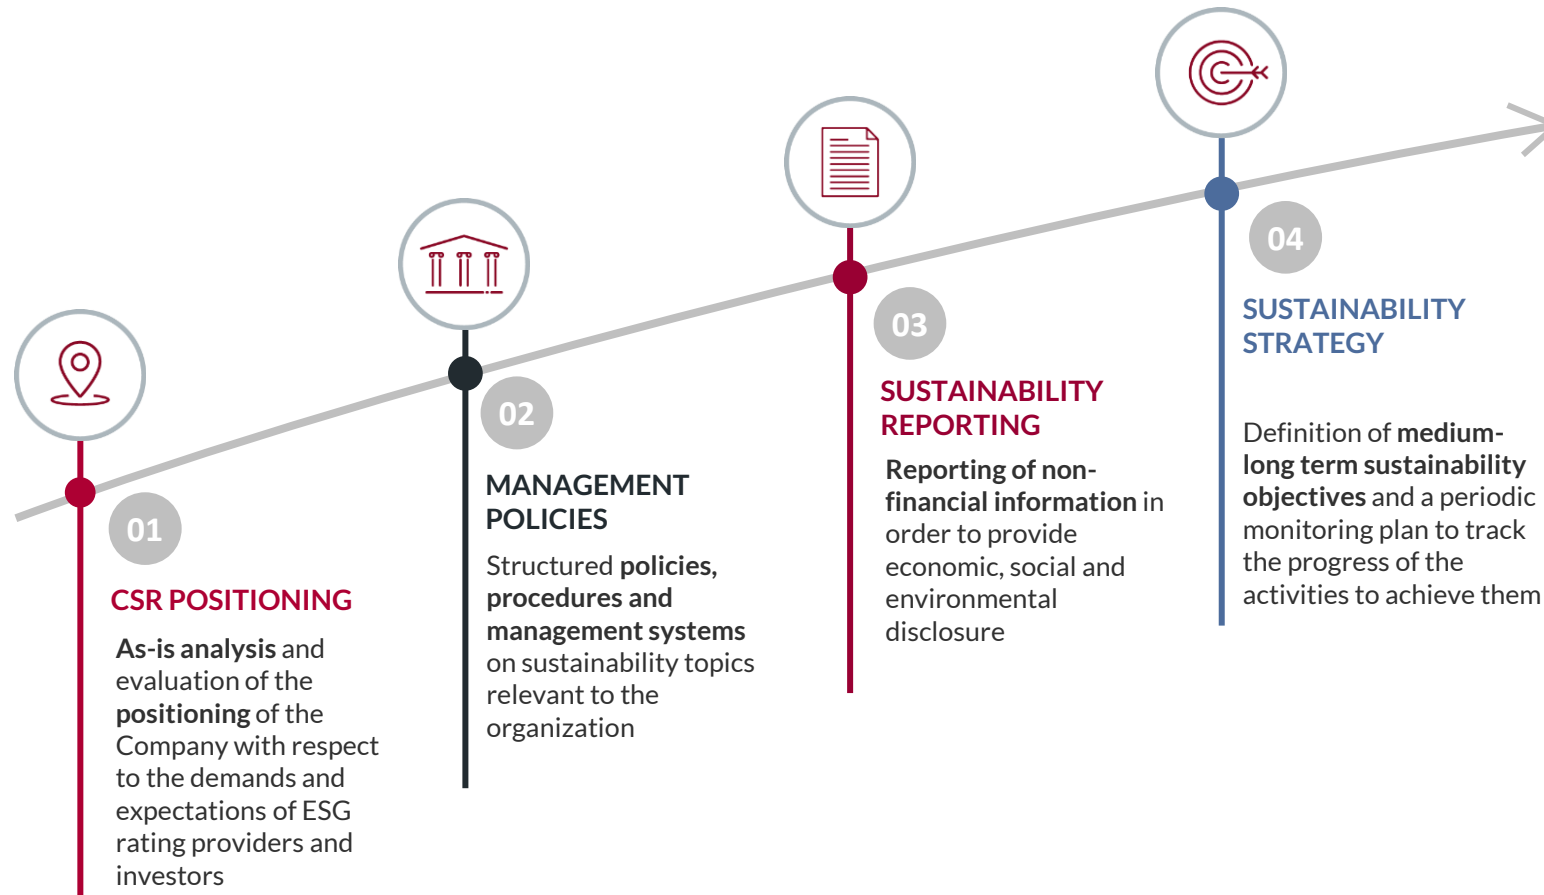 01
CSR POSITIONING
As-is analysis and
evaluation of the
positioning of the
Company with respect
to the demands and
expectations of ESG
rating providers and
investors
02
MANAGEMENT
POLICIES
Structured policies,
procedures and
management systems
on sustainability topics
relevant to the
organization
03
SUSTAINABILITY
REPORTING
Reporting of non-
financial information in
order to provide
economic, social and
environmental
disclosure
04
SUSTAINABILITY
STRATEGY
Definition of medium-
long term sustainability
objectives and a periodic
monitoring plan to track
the progress of the
activities to achieve them